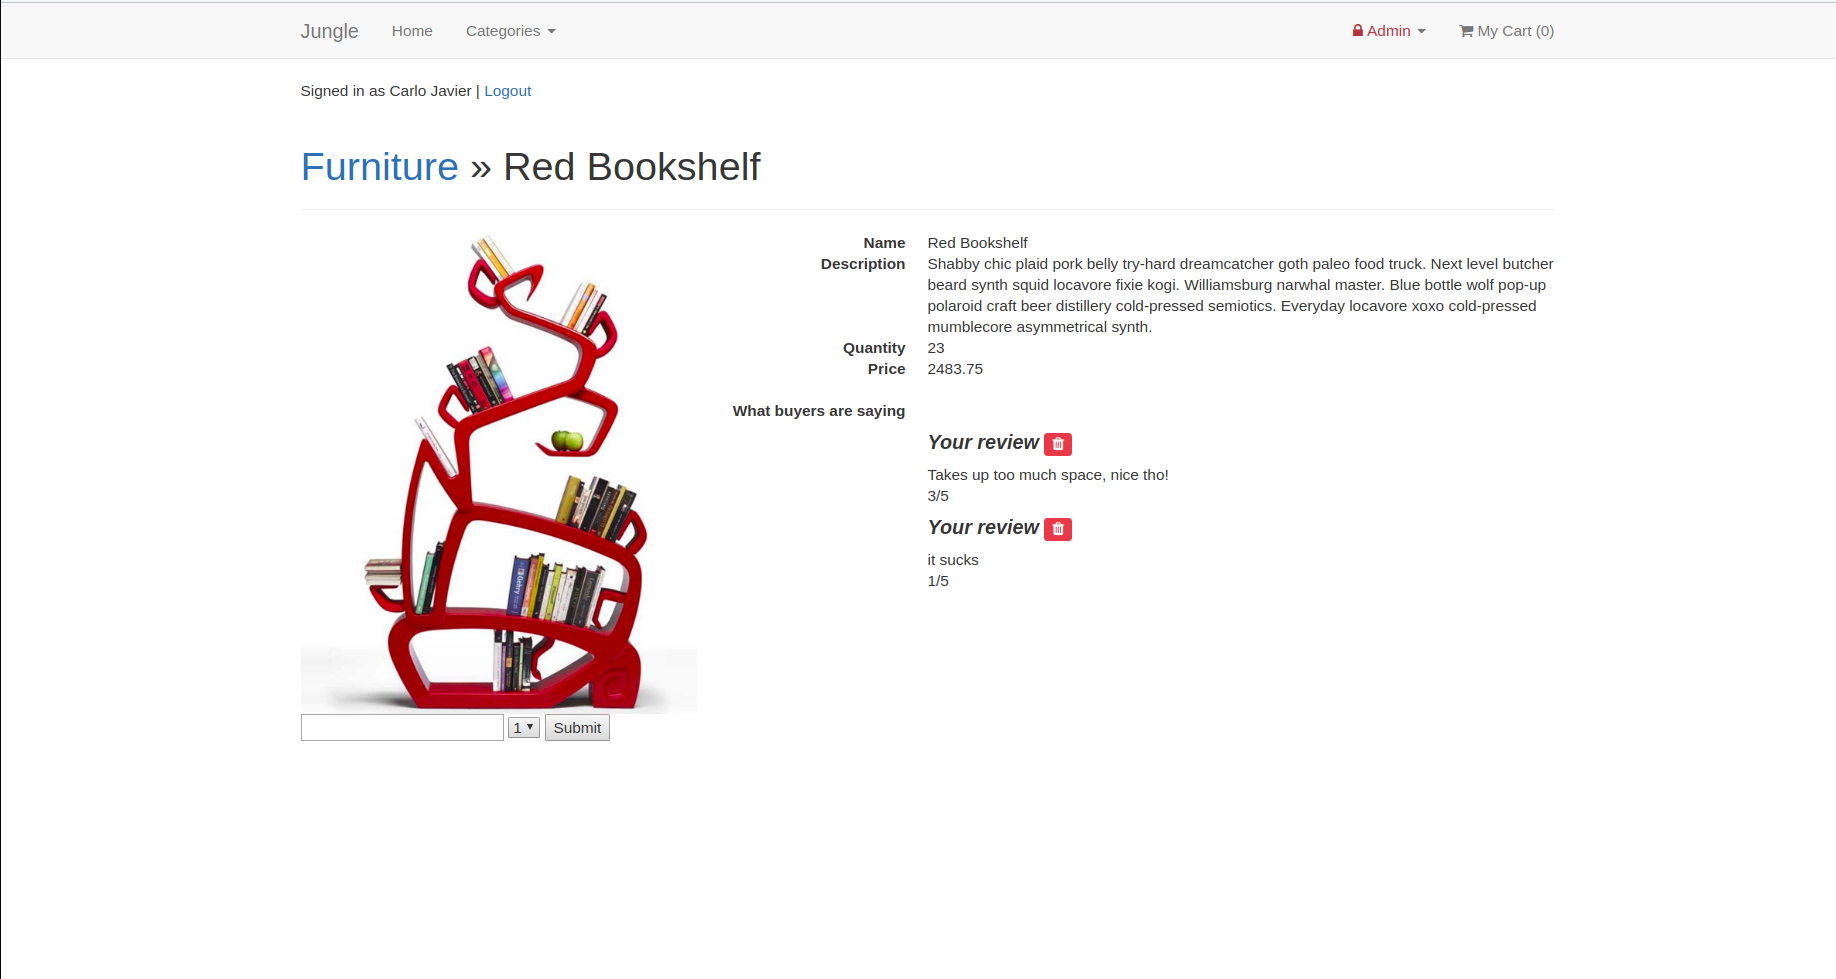 Jungle Home Categories Admin My Cart (0)
Signed in as Carlo Javier | Logout
Furniture » Red Bookshelf
Name Red Bookshelf
Description Shabby chic plaid pork belly try-hard dreamcatcher goth paleo food truck. Next level butcher
beard synth squid locavore fixie kogi. Williamsburg narwhal master. Blue bottle wolf pop-up
polaroid craft beer distillery cold-pressed semiotics. Everyday locavore xoxo cold-pressed
mumblecore asymmetrical synth.
Quantity 23
Price 2483.75
What buyers are saying
Your review
Takes up too much space, nice tho!
3/5
Your review
it sucks
1/5
1 Submit